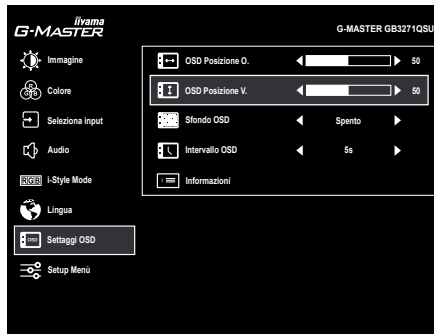 iiyama
G-MASTER
G-MASTER GB3271QSU
Immagine
Colore
Seleziona input
Audio
i-Style Mode
Lingua
Settaggi OSD
Setup Menù
OSD Posizione O. 50
OSD Posizione V. 50
Sfondo OSD Spento
Intervallo OSD 5s
Informazioni